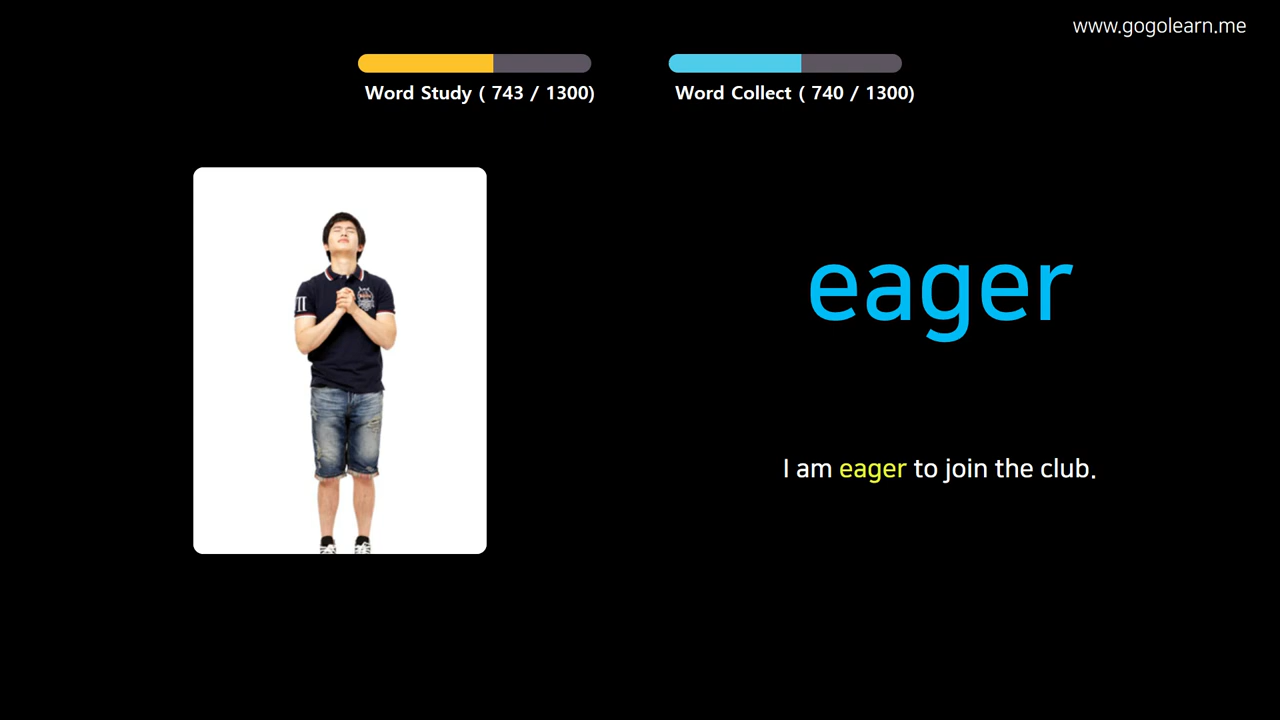 www.gogolearn.me
Word Study ( 743 / 1300)
Word Collect ( 740 / 1300)
eager
I am eager to join the club.